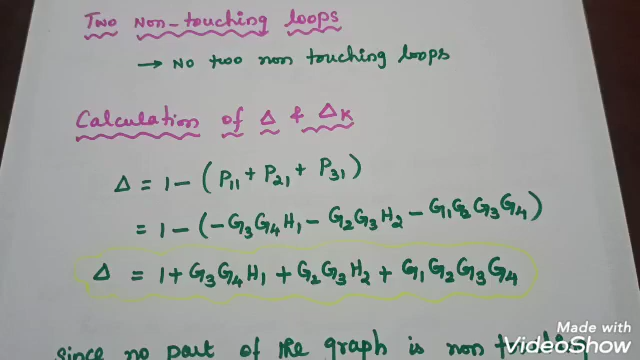 Two Non-touching loops
→ No two non touching loops
Calculation of Δ & ΔK
Δ = 1 - (P11 + P21 + P31)
= 1 - (-G3G4H1 - G2G3H2 - G1G2G3G4)
Δ = 1 + G3G4H1 + G2G3H2 + G1G2G3G4
since no part of the graph is non touching
Made with
VideoShow